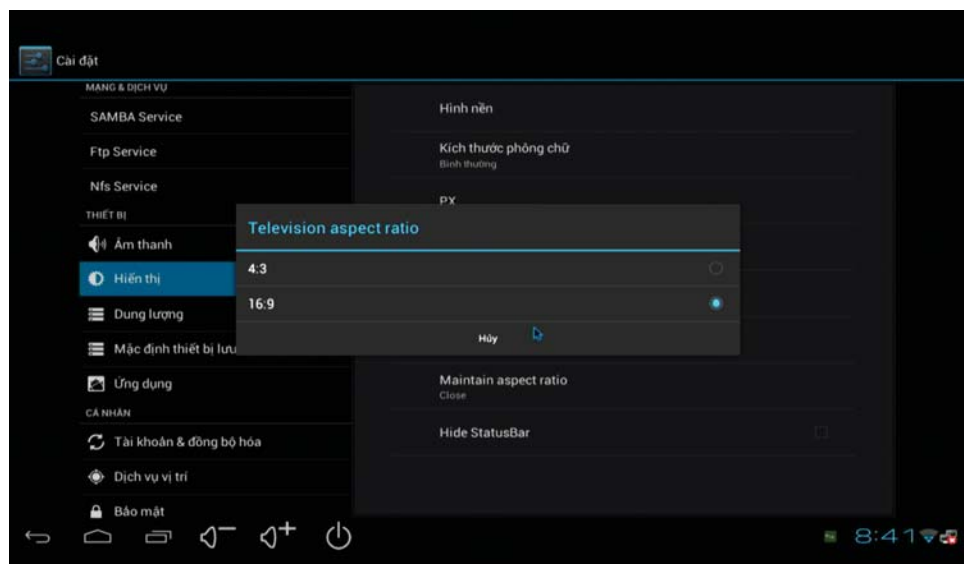 Cài đặt
MẠNG & DỊCH VỤ
SAMBA Service
Ftp Service
Nfs Service
THIẾT BỊ
Âm thanh
Hiển thị
Dung lượng
Mặc định thiết bị lưu
Ứng dụng
CÁ NHÂN
Tài khoản & đồng bộ hóa
Dịch vụ vị trí
Bảo mật
Hình nền
Kích thước phông chữ
Bình thường
PX
Television aspect ratio
4:3
16:9
Hủy
Maintain aspect ratio
Close
Hide StatusBar
8:41